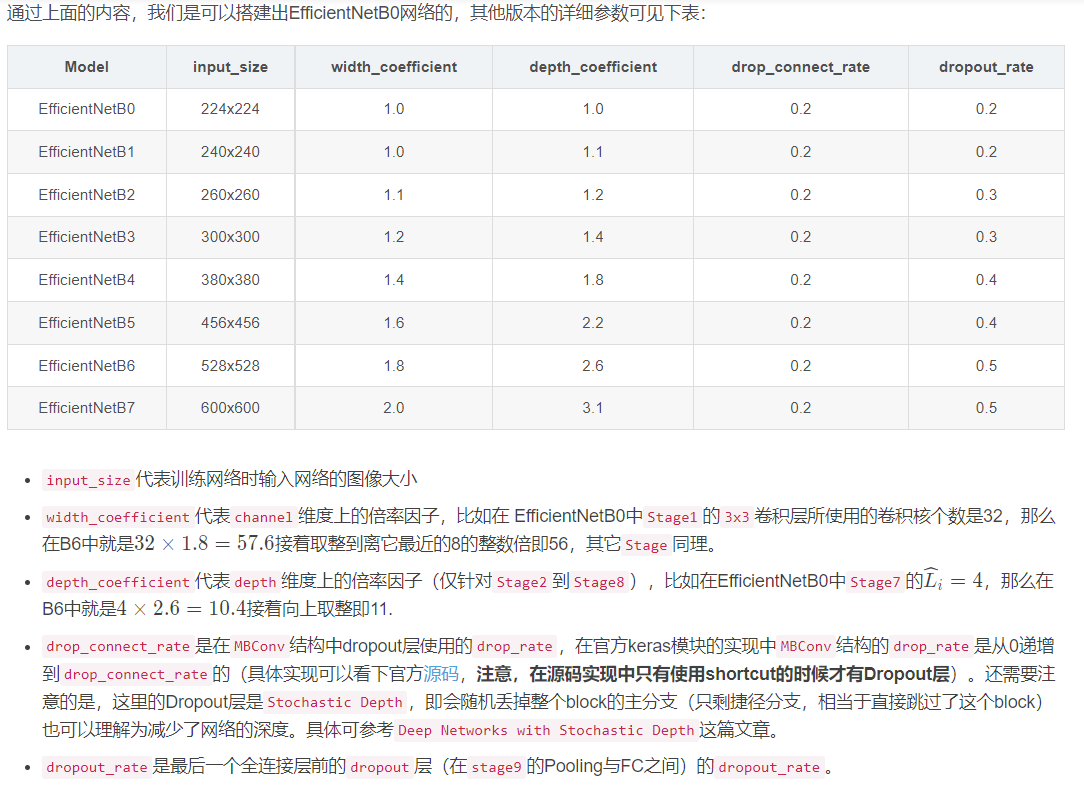 通过上面的内容，我们是可以搭建出EfficientNetB0网络的，其他版本的详细参数可见下表：
Model input_size width_coefficient depth_coefficient drop_connect_rate dropout_rate
EfficientNetB0 224x224 1.0 1.0 0.2 0.2
EfficientNetB1 240x240 1.0 1.1 0.2 0.2
EfficientNetB2 260x260 1.1 1.2 0.2 0.3
EfficientNetB3 300x300 1.2 1.4 0.2 0.3
EfficientNetB4 380x380 1.4 1.8 0.2 0.4
EfficientNetB5 456x456 1.6 2.2 0.2 0.4
EfficientNetB6 528x528 1.8 2.6 0.2 0.5
EfficientNetB7 600x600 2.0 3.1 0.2 0.5
• input_size 代表训练网络时输入网络的图像大小
• width_coefficient 代表 channel 维度上的倍率因子，比如在 EfficientNetB0中 Stage1 的 3x3 卷积层所使用的卷积核个数是32，那么
在B6中就是32 × 1.8 = 57.6接着取整到离它最近的8的整数倍即56，其它 Stage 同理。
• depth_coefficient 代表 depth 维度上的倍率因子（仅针对 Stage2 到 Stage8 ），比如在EfficientNetB0中 Stage7 的L̂ᵢ = 4，那么在
B6中就是4 × 2.6 = 10.4接着向上取整即11.
• drop_connect_rate 是在 MBConv 结构中dropout层使用的 drop_rate ，在官方keras模块的实现中 MBConv 结构的 drop_rate 是从0递增
到 drop_connect_rate 的（具体实现可以看下官方源码，注意，在源码实现中只有使用shortcut的时候才有Dropout层）。还需要注
意的是，这里的Dropout层是 Stochastic Depth ，即会随机丢掉整个block的主分支（只剩捷径分支，相当于直接跳过了这个block）
也可以理解为减少了网络的深度。具体可参考 Deep Networks with Stochastic Depth 这篇文章。
• dropout_rate 是最后一个全连接层前的 dropout 层（在 stage9 的Pooling与FC之间）的 dropout_rate 。